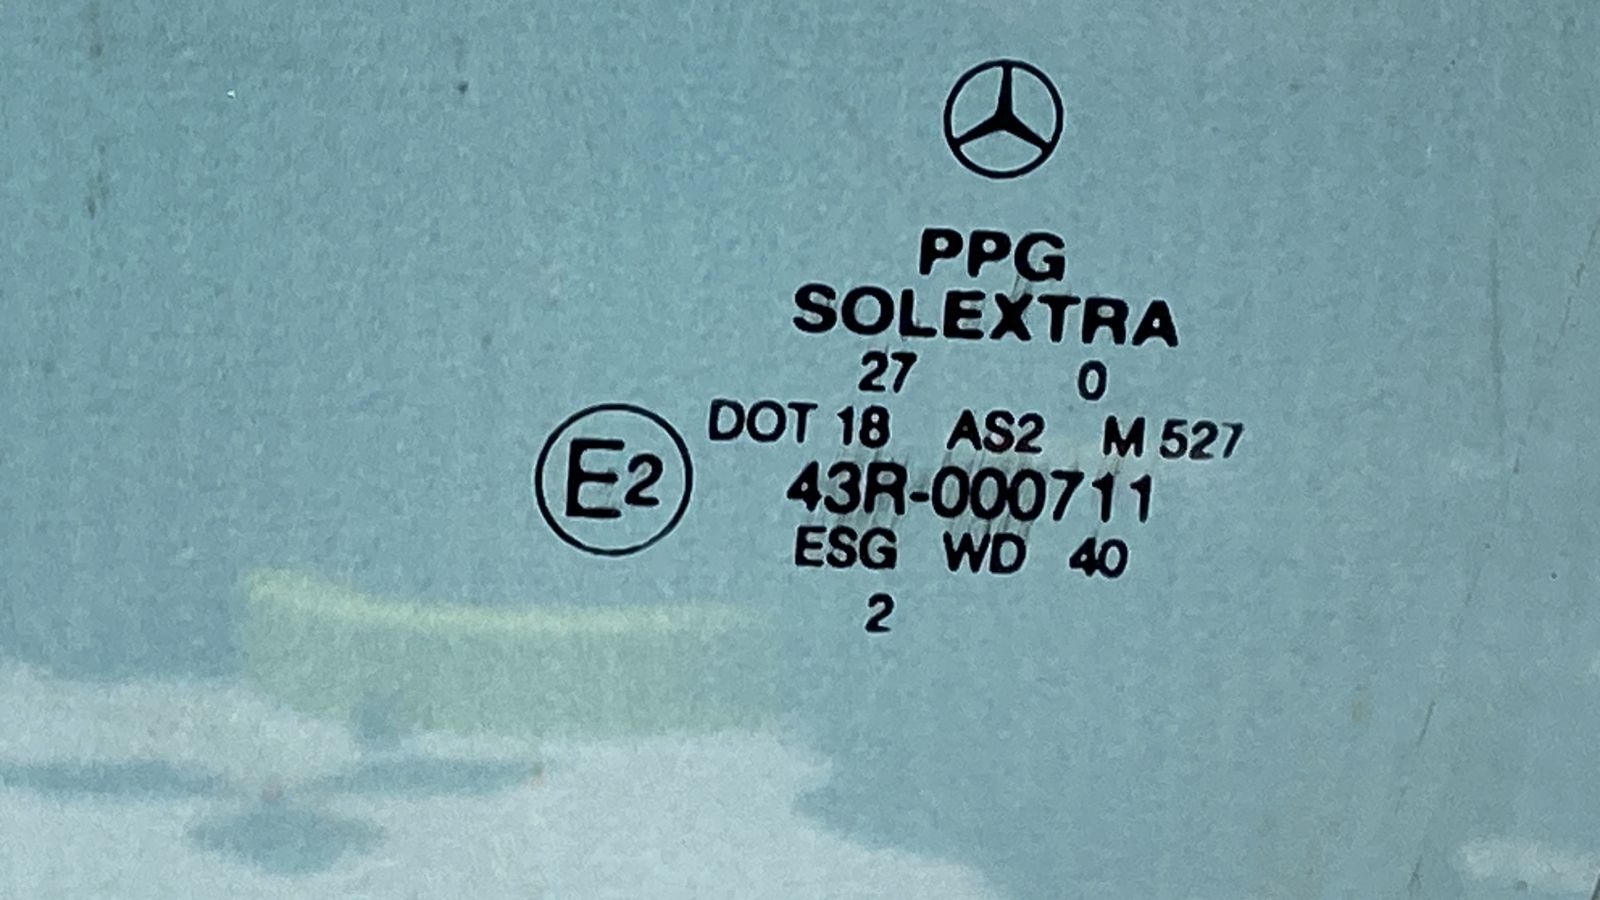 PPG
SOLEXTRA
27 0
DOT 18 AS2 M 527
E2
43R-000711
ESG WD 40
2